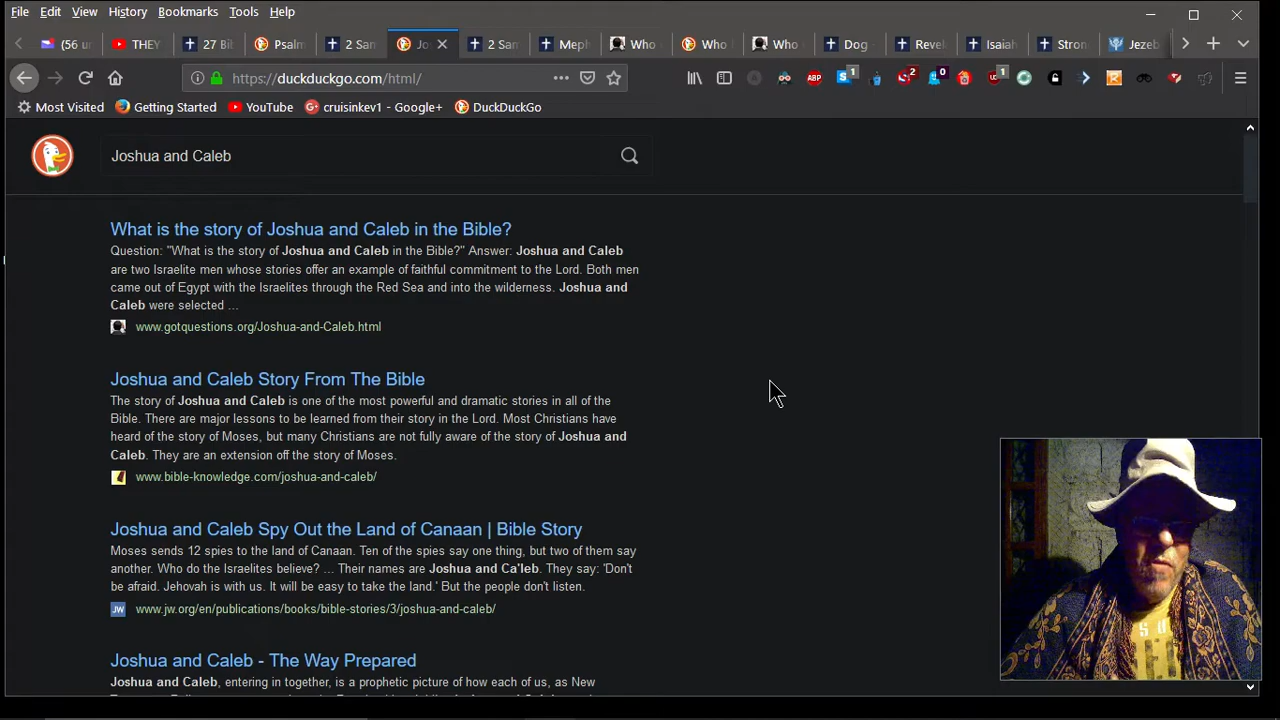 File Edit View History Bookmarks Tools Help
(56 u THEY 27 Bi Psalm 2 Sam Jo 2 Sam Meph Who Who Who Dog - Revel Isaiah Stron Jezeb
https://duckduckgo.com/html/
1 2 0 1
ABP
Most Visited Getting Started YouTube cruisinkev1 - Google+ DuckDuckGo
Joshua and Caleb
What is the story of Joshua and Caleb in the Bible?
Question: "What is the story of Joshua and Caleb in the Bible?" Answer: Joshua and Caleb
are two Israelite men whose stories offer an example of faithful commitment to the Lord. Both men
came out of Egypt with the Israelites through the Red Sea and into the wilderness. Joshua and
Caleb were selected ...
www.gotquestions.org/Joshua-and-Caleb.html
Joshua and Caleb Story From The Bible
The story of Joshua and Caleb is one of the most powerful and dramatic stories in all of the
Bible. There are major lessons to be learned from their story in the Lord. Most Christians have
heard of the story of Moses, but many Christians are not fully aware of the story of Joshua and
Caleb. They are an extension off the story of Moses.
www.bible-knowledge.com/joshua-and-caleb/
Joshua and Caleb Spy Out the Land of Canaan | Bible Story
Moses sends 12 spies to the land of Canaan. Ten of the spies say one thing, but two of them say
another. Who do the Israelites believe? ... Their names are Joshua and Ca'leb. They say: 'Don't
be afraid. Jehovah is with us. It will be easy to take the land.' But the people don't listen.
JW www.jw.org/en/publications/books/bible-stories/3/joshua-and-caleb/
Joshua and Caleb - The Way Prepared
Joshua and Caleb, entering in together, is a prophetic picture of how each of us, as New